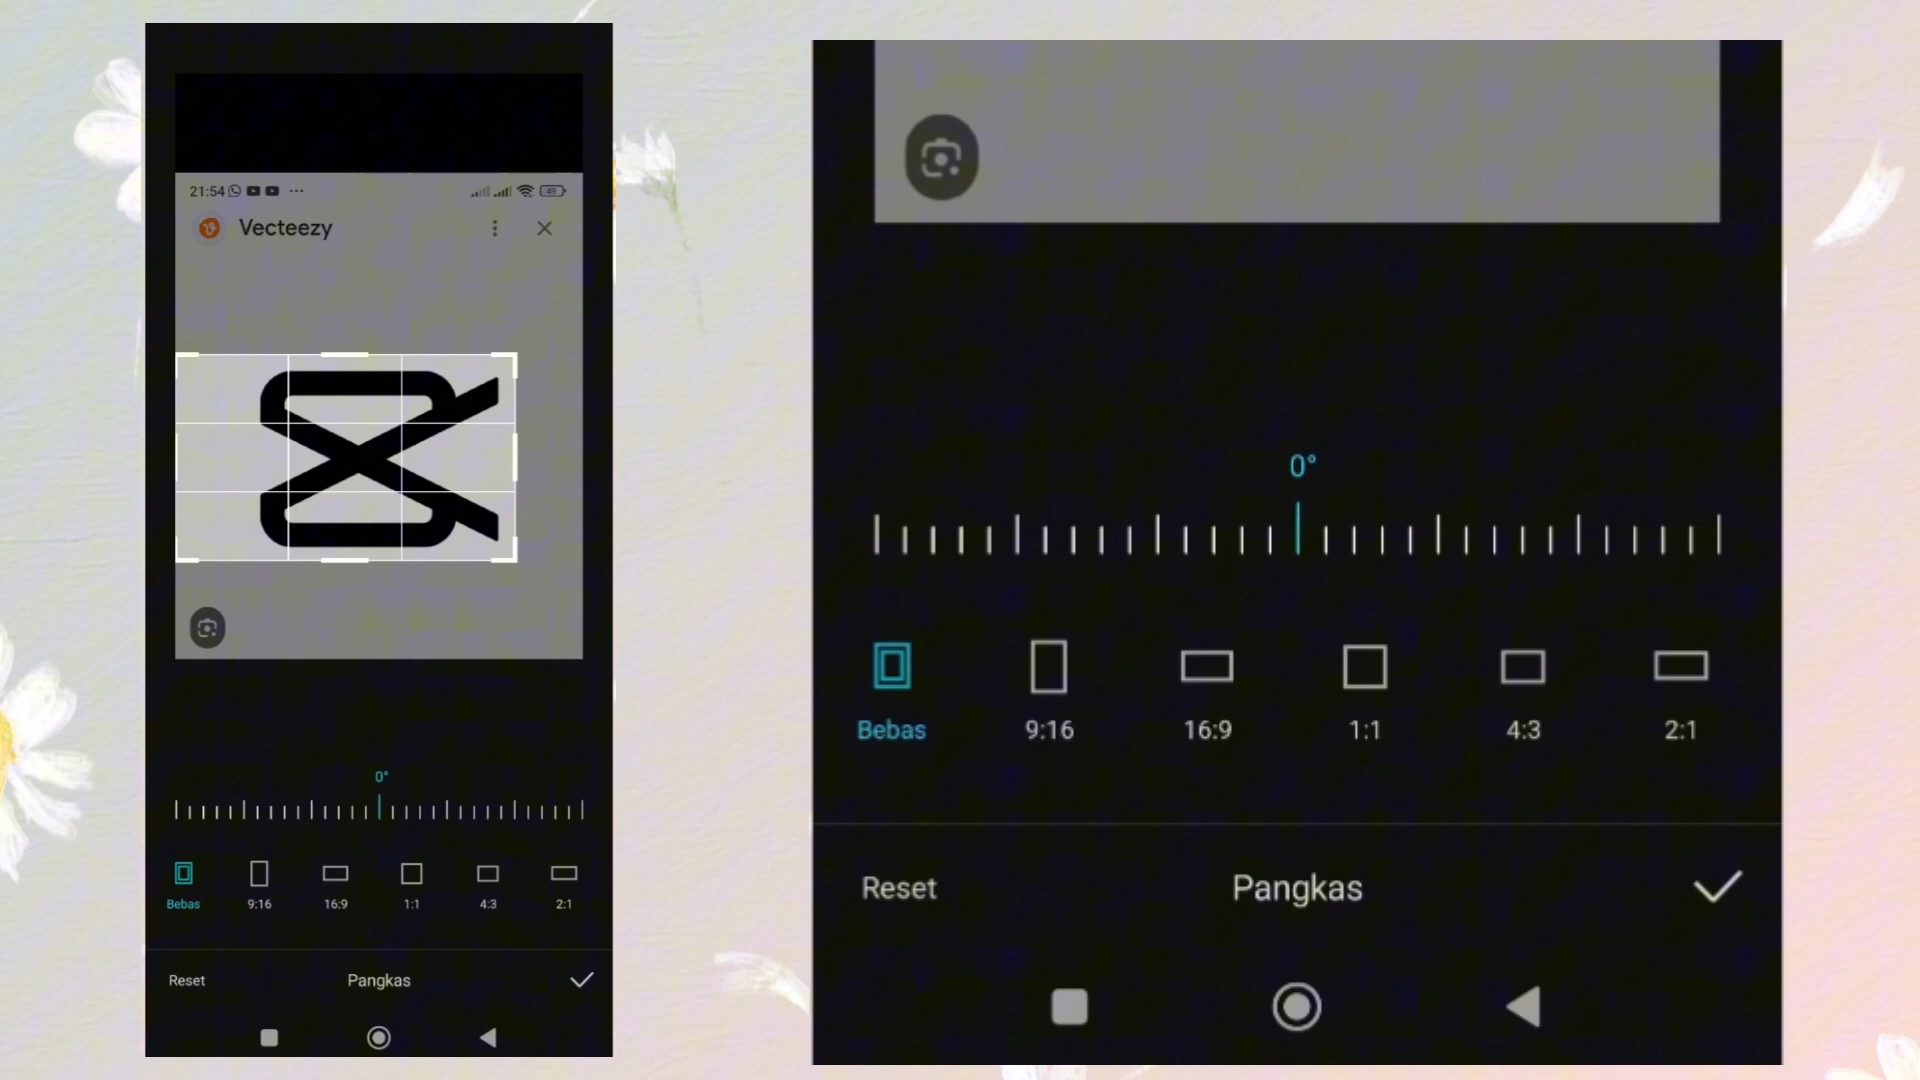 21:54
49
Vecteezy
0°
Bebas 9:16 16:9 1:1 4:3 2:1
Reset Pangkas
0°
Bebas 9:16 16:9 1:1 4:3 2:1
Reset Pangkas